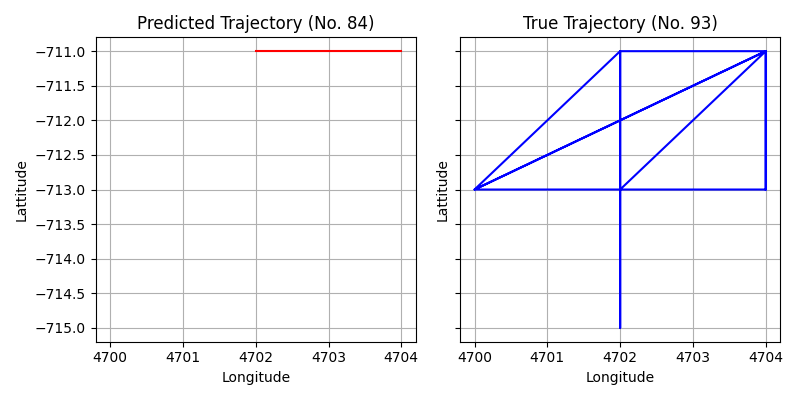 Predicted Trajectory (No. 84)
True Trajectory (No. 93)
Lattitude
−711.0
−711.5
−712.0
−712.5
−713.0
−713.5
−714.0
−714.5
−715.0
4700 4701 4702 4703 4704
Longitude
Lattitude
4700 4701 4702 4703 4704
Longitude